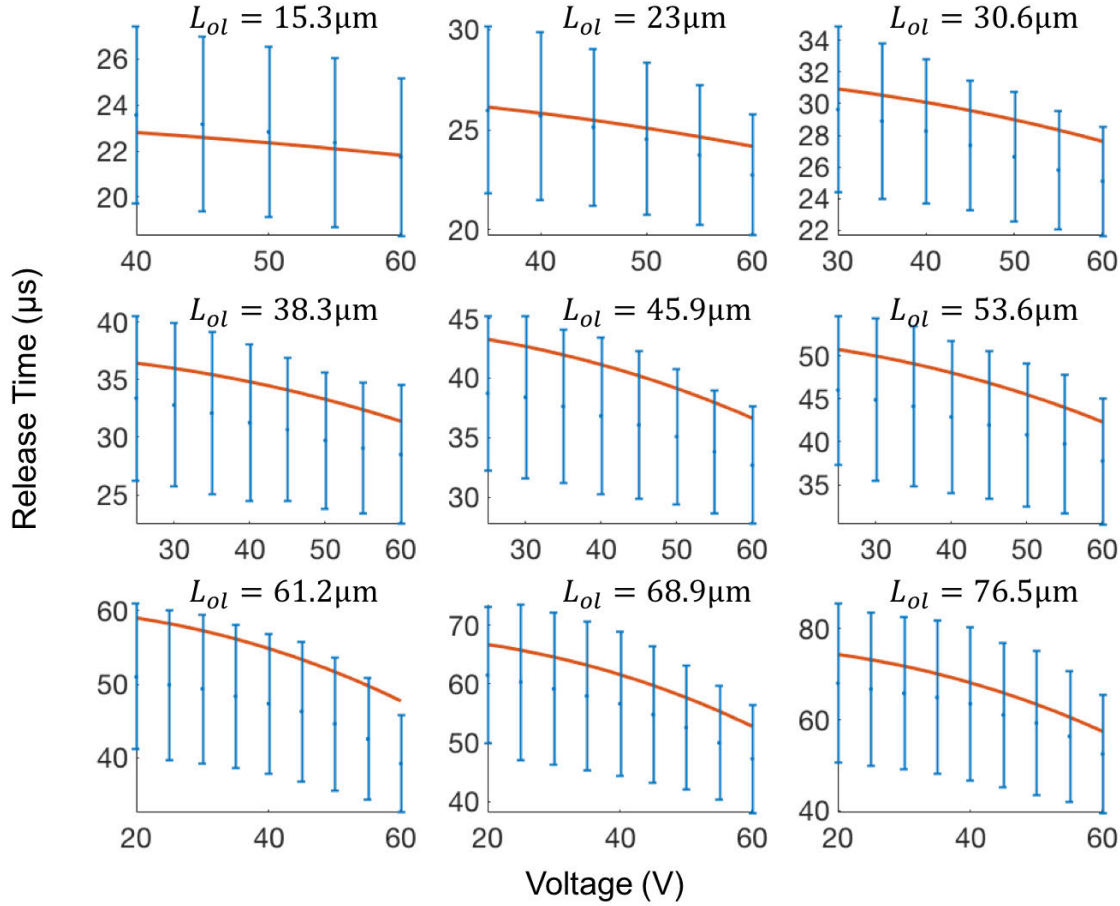 L_ol = 15.3μm
26
24
22
20
40 50 60
L_ol = 23μm
30
25
20
40 50 60
L_ol = 30.6μm
34
32
30
28
26
24
22
30 40 50 60
Release Time (μs)
L_ol = 38.3μm
40
35
30
25
30 40 50 60
L_ol = 45.9μm
45
40
35
30
30 40 50 60
L_ol = 53.6μm
50
45
40
35
30 40 50 60
L_ol = 61.2μm
60
50
40
20 40 60
L_ol = 68.9μm
70
60
50
40
20 40 60
L_ol = 76.5μm
80
60
40
20 40 60
Voltage (V)